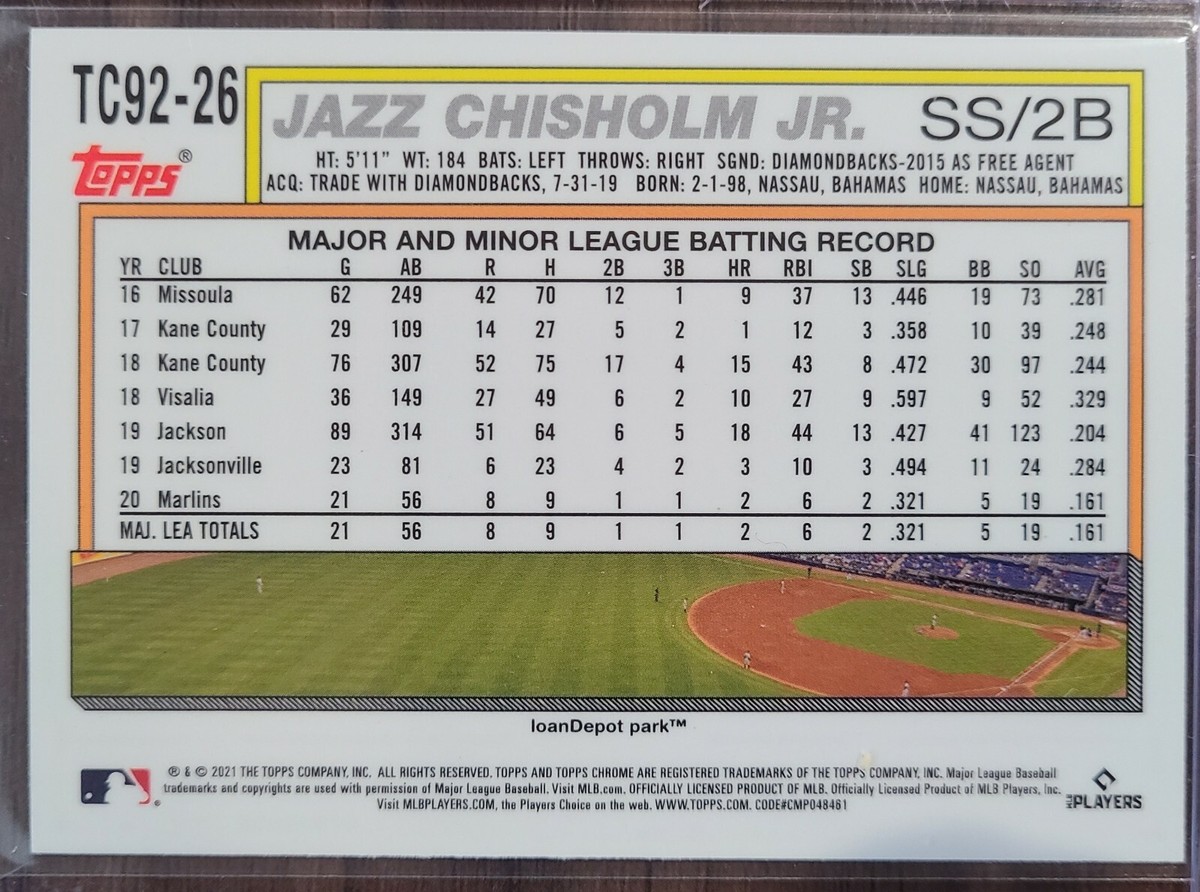 TC92-26
JAZZ CHISHOLM JR. SS/2B
TOPPS®
HT: 5'11" WT: 184 BATS: LEFT THROWS: RIGHT SGND: DIAMONDBACKS-2015 AS FREE AGENT
ACQ: TRADE WITH DIAMONDBACKS, 7-31-19 BORN: 2-1-98, NASSAU, BAHAMAS HOME: NASSAU, BAHAMAS
MAJOR AND MINOR LEAGUE BATTING RECORD
YR CLUB G AB R H 2B 3B HR RBI SB SLG BB SO AVG
16 Missoula 62 249 42 70 12 1 9 37 13 .446 19 73 .281
17 Kane County 29 109 14 27 5 2 1 12 3 .358 10 39 .248
18 Kane County 76 307 52 75 17 4 15 43 8 .472 30 97 .244
18 Visalia 36 149 27 49 6 2 10 27 9 .597 9 52 .329
19 Jackson 89 314 51 64 6 5 18 44 13 .427 41 123 .204
19 Jacksonville 23 81 6 23 4 2 3 10 3 .494 11 24 .284
20 Marlins 21 56 8 9 1 1 2 6 2 .321 5 19 .161
MAJ. LEA TOTALS 21 56 8 9 1 1 2 6 2 .321 5 19 .161
loanDepot park™
® & © 2021 THE TOPPS COMPANY, INC. ALL RIGHTS RESERVED. TOPPS AND TOPPS CHROME ARE REGISTERED TRADEMARKS OF THE TOPPS COMPANY, INC. Major League Baseball
trademarks and copyrights are used with permission of Major League Baseball. Visit MLB.com. OFFICIALLY LICENSED PRODUCT OF MLB. Officially Licensed Product of MLB Players, Inc.
Visit MLBPLAYERS.COM, the Players Choice on the web. WWW.TOPPS.COM. CODE#CMP048461
MLB PLAYERS